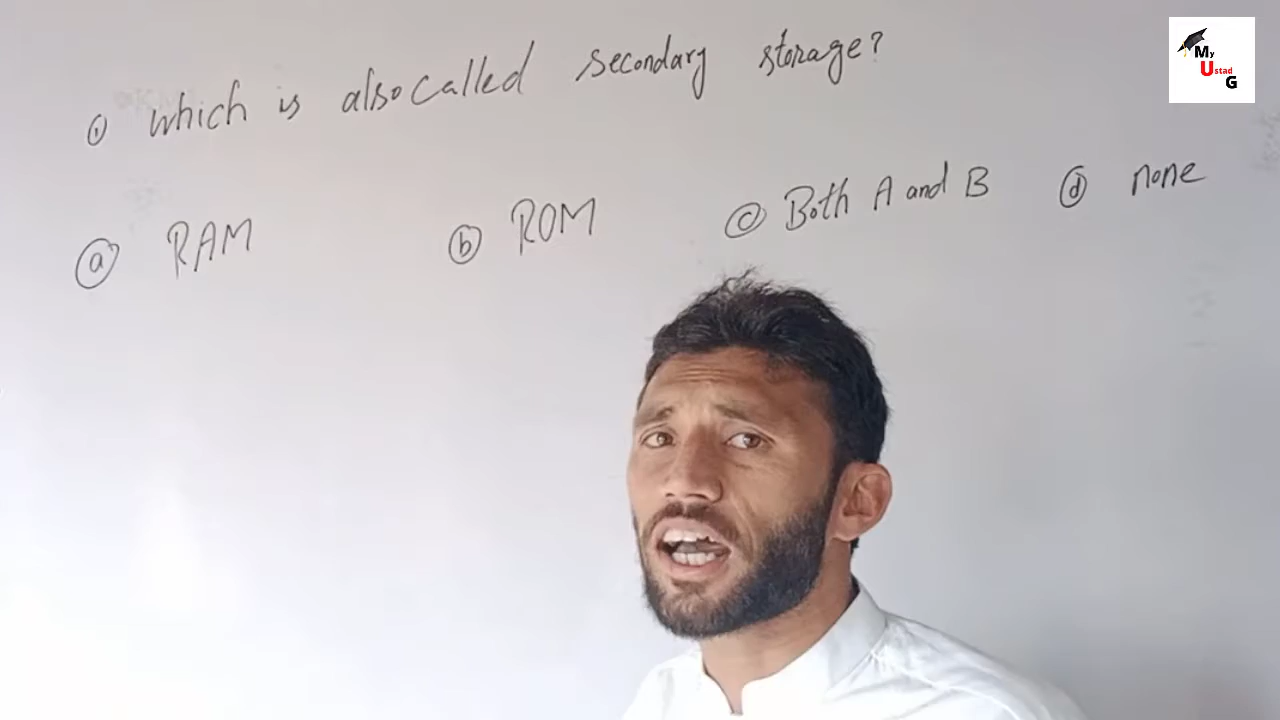 ① which is also called secondary storage?
ⓐ RAM ⓑ ROM ⓒ Both A and B ⓓ none
My
Ustad
G